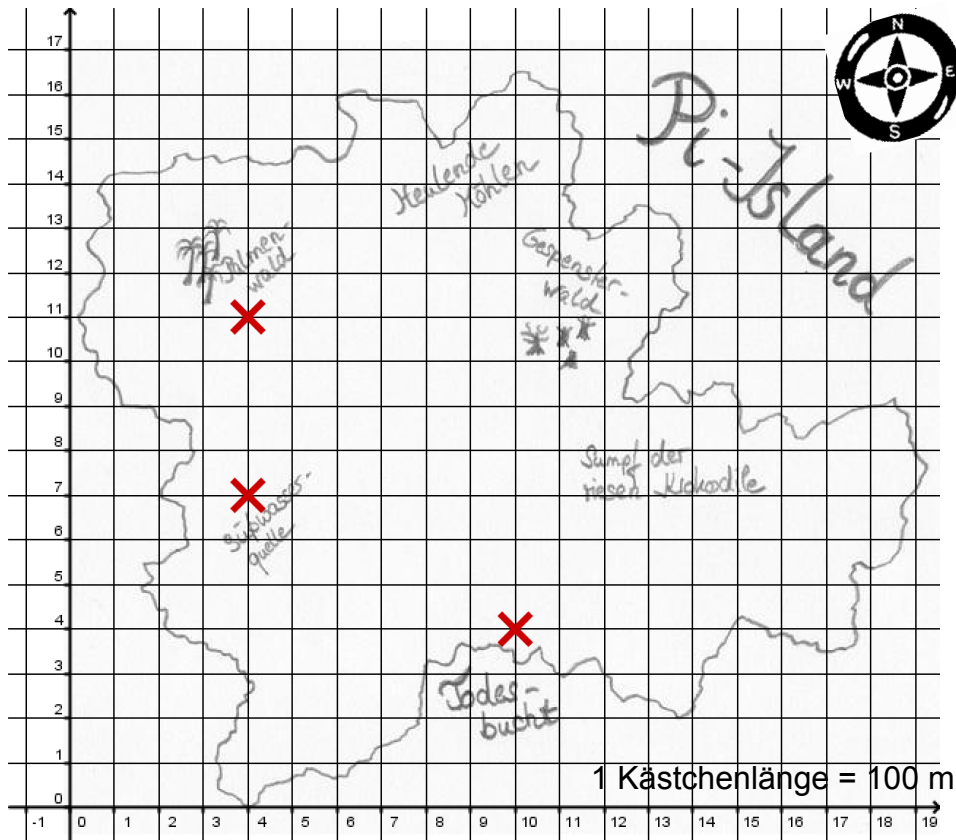 N
W E
S
Pi-Island
17
16
15
14
13
12
11
10
9
8
7
6
5
4
3
2
1
0
Heulende
Höhlen
Palmen-
wald
Gespenster-
wald
Sumpf der
riesen Krokodile
Süßwasser-
quelle
Todes-
bucht
1 Kästchenlänge = 100 m
-1 0 1 2 3 4 5 6 7 8 9 10 11 12 13 14 15 16 17 18 19